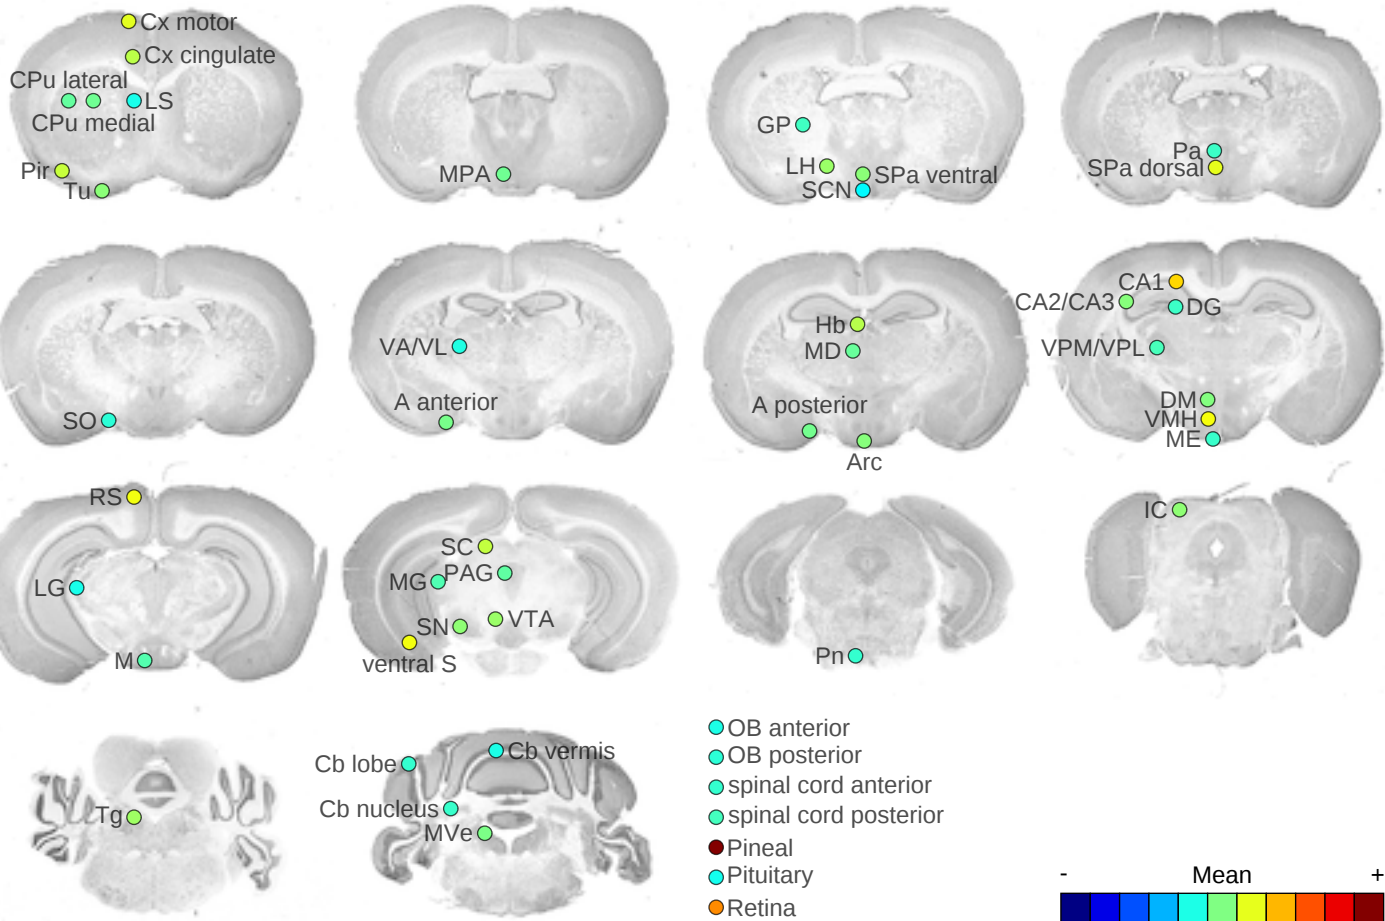 Cx motor
Cx cingulate
CPu lateral
LS
CPu medial
Pir
Tu
MPA
GP
LH
SPa ventral
SCN
Pa
SPa dorsal
SO
VA/VL
A anterior
Hb
MD
A posterior
Arc
CA1
CA2/CA3
DG
VPM/VPL
DM
VMH
ME
RS
LG
M
SC
MG
PAG
SN
VTA
ventral S
Pn
IC
Tg
Cb lobe
Cb vermis
Cb nucleus
MVe
OB anterior
OB posterior
spinal cord anterior
spinal cord posterior
Pineal
Pituitary
Retina
- Mean +